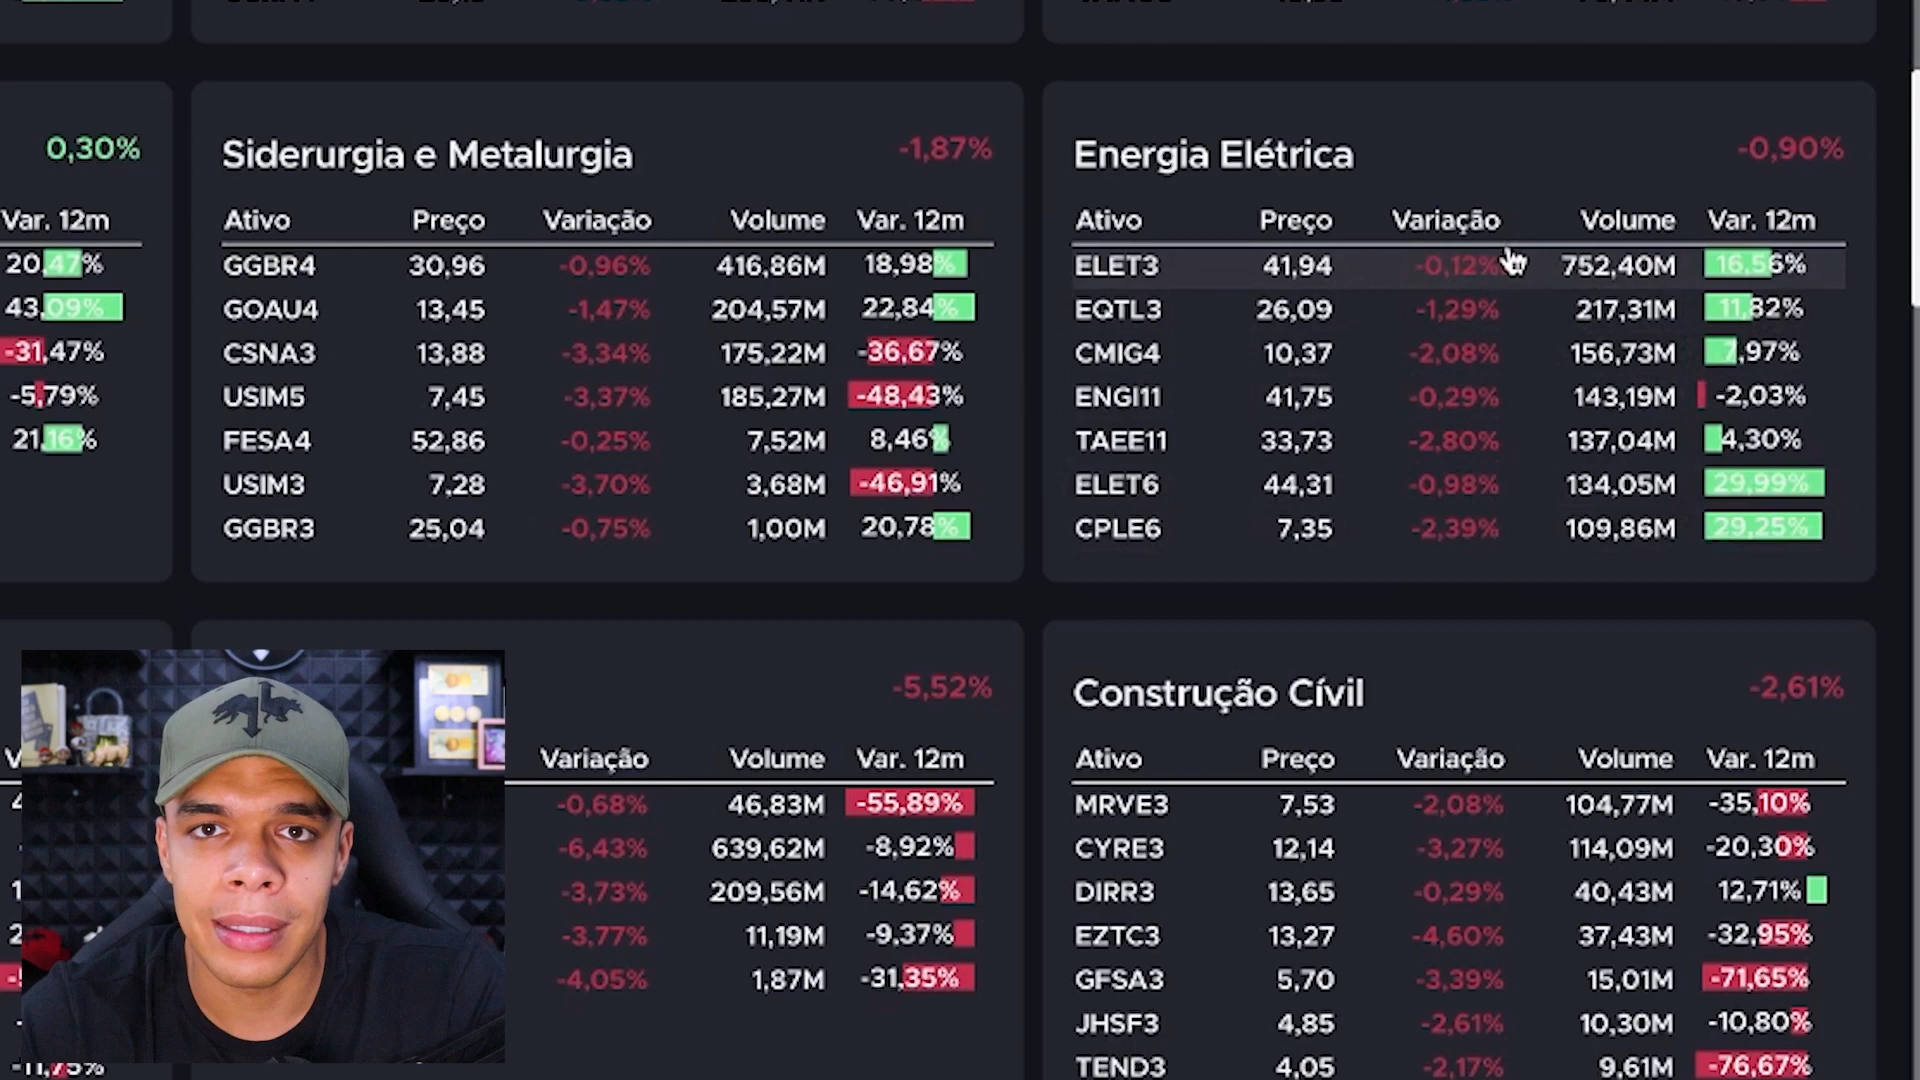 0,30%
Var. 12m
20,47%
43,09%
-31,47%
-5,79%
21,16%
Siderurgia e Metalurgia -1,87%
Ativo Preço Variação Volume Var. 12m
GGBR4 30,96 -0,96% 416,86M 18,98%
GOAU4 13,45 -1,47% 204,57M 22,84%
CSNA3 13,88 -3,34% 175,22M -36,67%
USIM5 7,45 -3,37% 185,27M -48,43%
FESA4 52,86 -0,25% 7,52M 8,46%
USIM3 7,28 -3,70% 3,68M -46,91%
GGBR3 25,04 -0,75% 1,00M 20,78%
Energia Elétrica -0,90%
Ativo Preço Variação Volume Var. 12m
ELET3 41,94 -0,12% 752,40M 16,56%
EQTL3 26,09 -1,29% 217,31M 11,82%
CMIG4 10,37 -2,08% 156,73M 7,97%
ENGI11 41,75 -0,29% 143,19M -2,03%
TAEE11 33,73 -2,80% 137,04M 4,30%
ELET6 44,31 -0,98% 134,05M 29,99%
CPLE6 7,35 -2,39% 109,86M 29,25%
-5,52%
Variação Volume Var. 12m
-0,68% 46,83M -55,89%
-6,43% 639,62M -8,92%
-3,73% 209,56M -14,62%
-3,77% 11,19M -9,37%
-4,05% 1,87M -31,35%
-11,75%
Construção Cívil -2,61%
Ativo Preço Variação Volume Var. 12m
MRVE3 7,53 -2,08% 104,77M -35,10%
CYRE3 12,14 -3,27% 114,09M -20,30%
DIRR3 13,65 -0,29% 40,43M 12,71%
EZTC3 13,27 -4,60% 37,43M -32,95%
GFSA3 5,70 -3,39% 15,01M -71,65%
JHSF3 4,85 -2,61% 10,30M -10,80%
TEND3 4,05 -2,17% 9,61M -76,67%